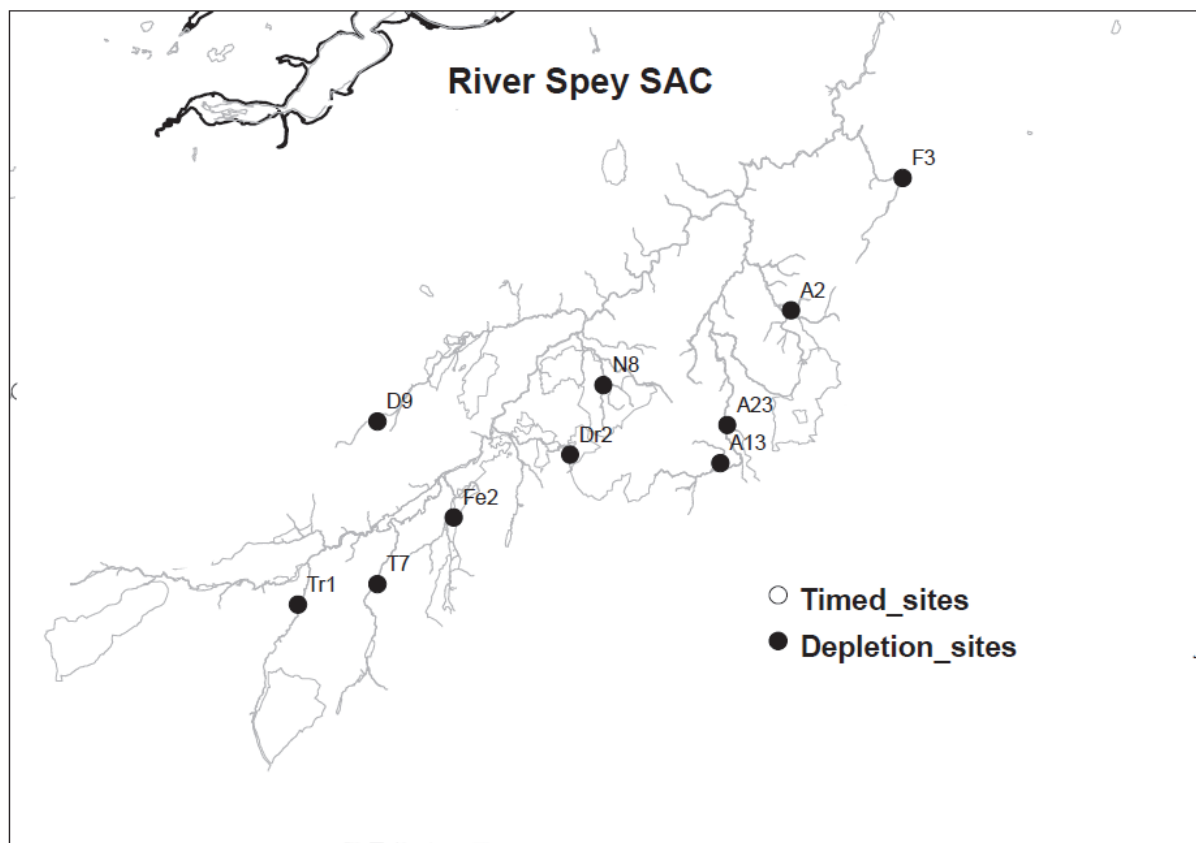 River Spey SAC
F3
A2
N8
D9
A23
Dr2
A13
Fe2
T7
Tr1
Timed_sites
Depletion_sites